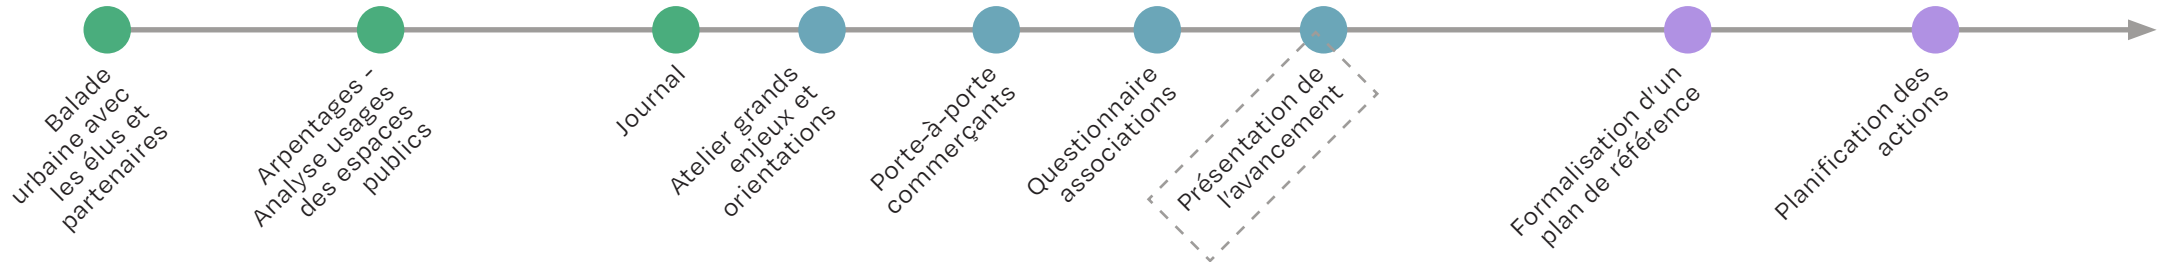 Balade
urbaine avec
les élus et
partenaires
Arpentages -
Analyse usages
des espaces
publics
Journal
Atelier grands
enjeux et
orientations
Porte-à-porte
commerçants
Questionnaire
associations
Présentation de
l'avancement
Formalisation d'un
plan de référence
Planification des
actions